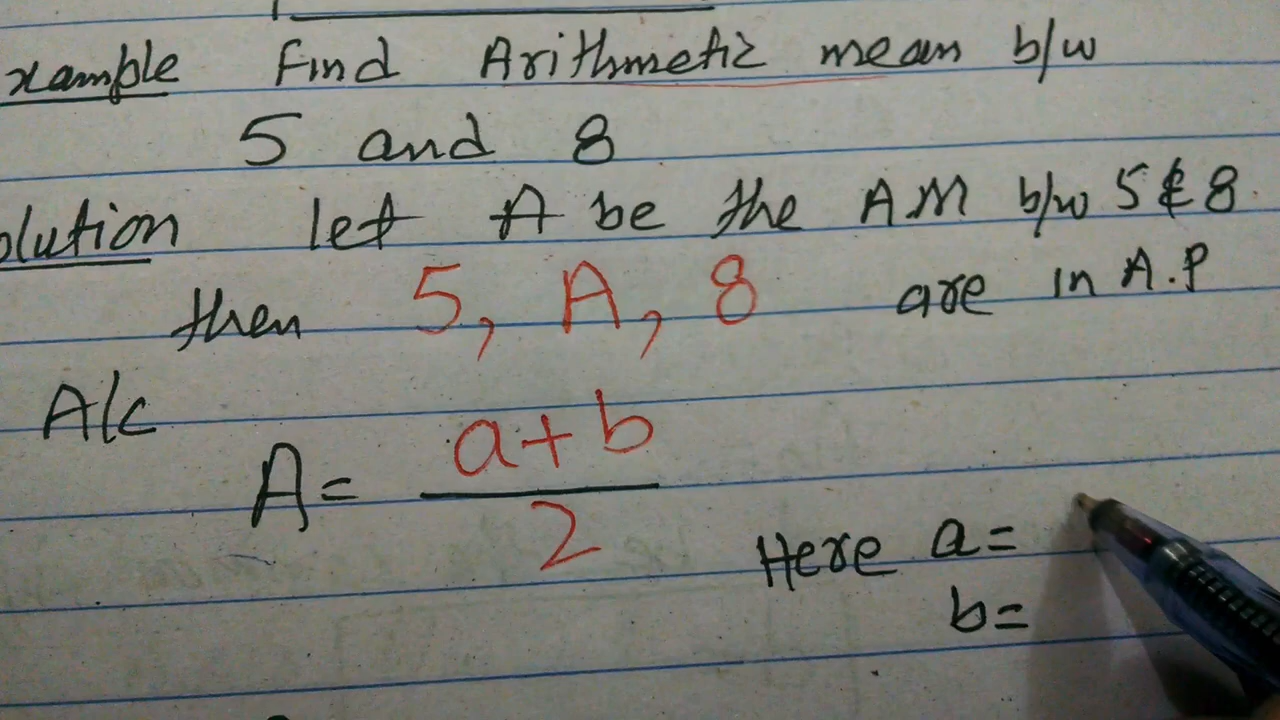 xample Find Arithmetic mean b/w
5 and 8
olution let A be the AM b/w 5 & 8.
then 5, A, 8 are in A.P
A/c
A = a+b
2
Here a=
b=